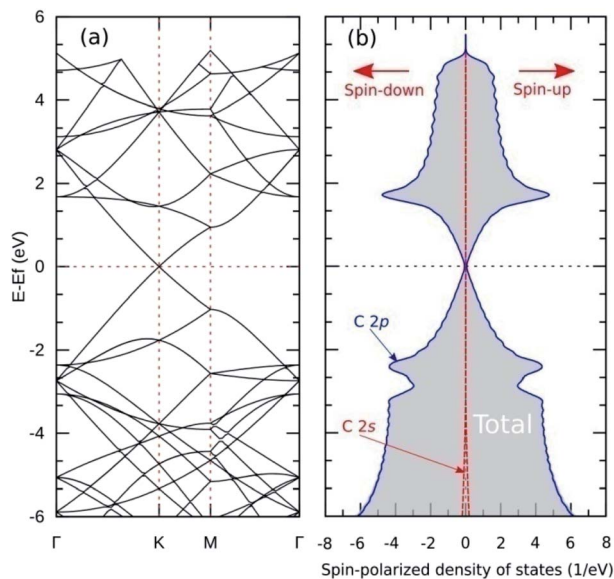 (a)
(b)
6
4
2
0
-2
-4
-6
E-Ef (eV)
Γ K M Γ
Spin-down
Spin-up
C 2p
C 2s
Total
-8 -6 -4 -2 0 2 4 6 8
Spin-polarized density of states (1/eV)